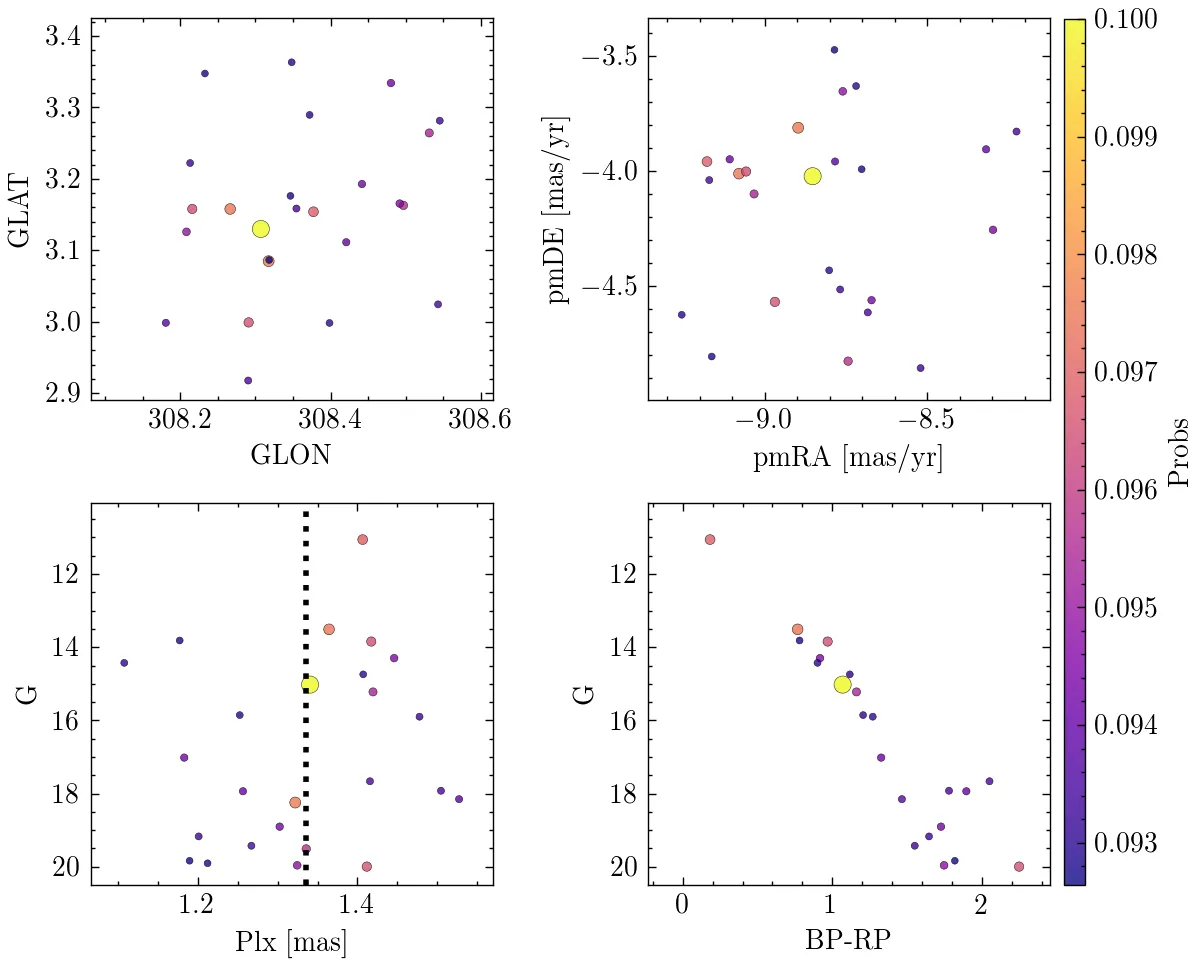 3.4
3.3
3.2
3.1
3.0
2.9
GLAT
308.2 308.4 308.6
GLON
−3.5
−4.0
−4.5
pmDE [mas/yr]
−9.0 −8.5
pmRA [mas/yr]
12
14
16
18
20
G
1.2 1.4
Plx [mas]
12
14
16
18
20
G
0 1 2
BP-RP
0.100
0.099
0.098
0.097
0.096
0.095
0.094
0.093
Probs